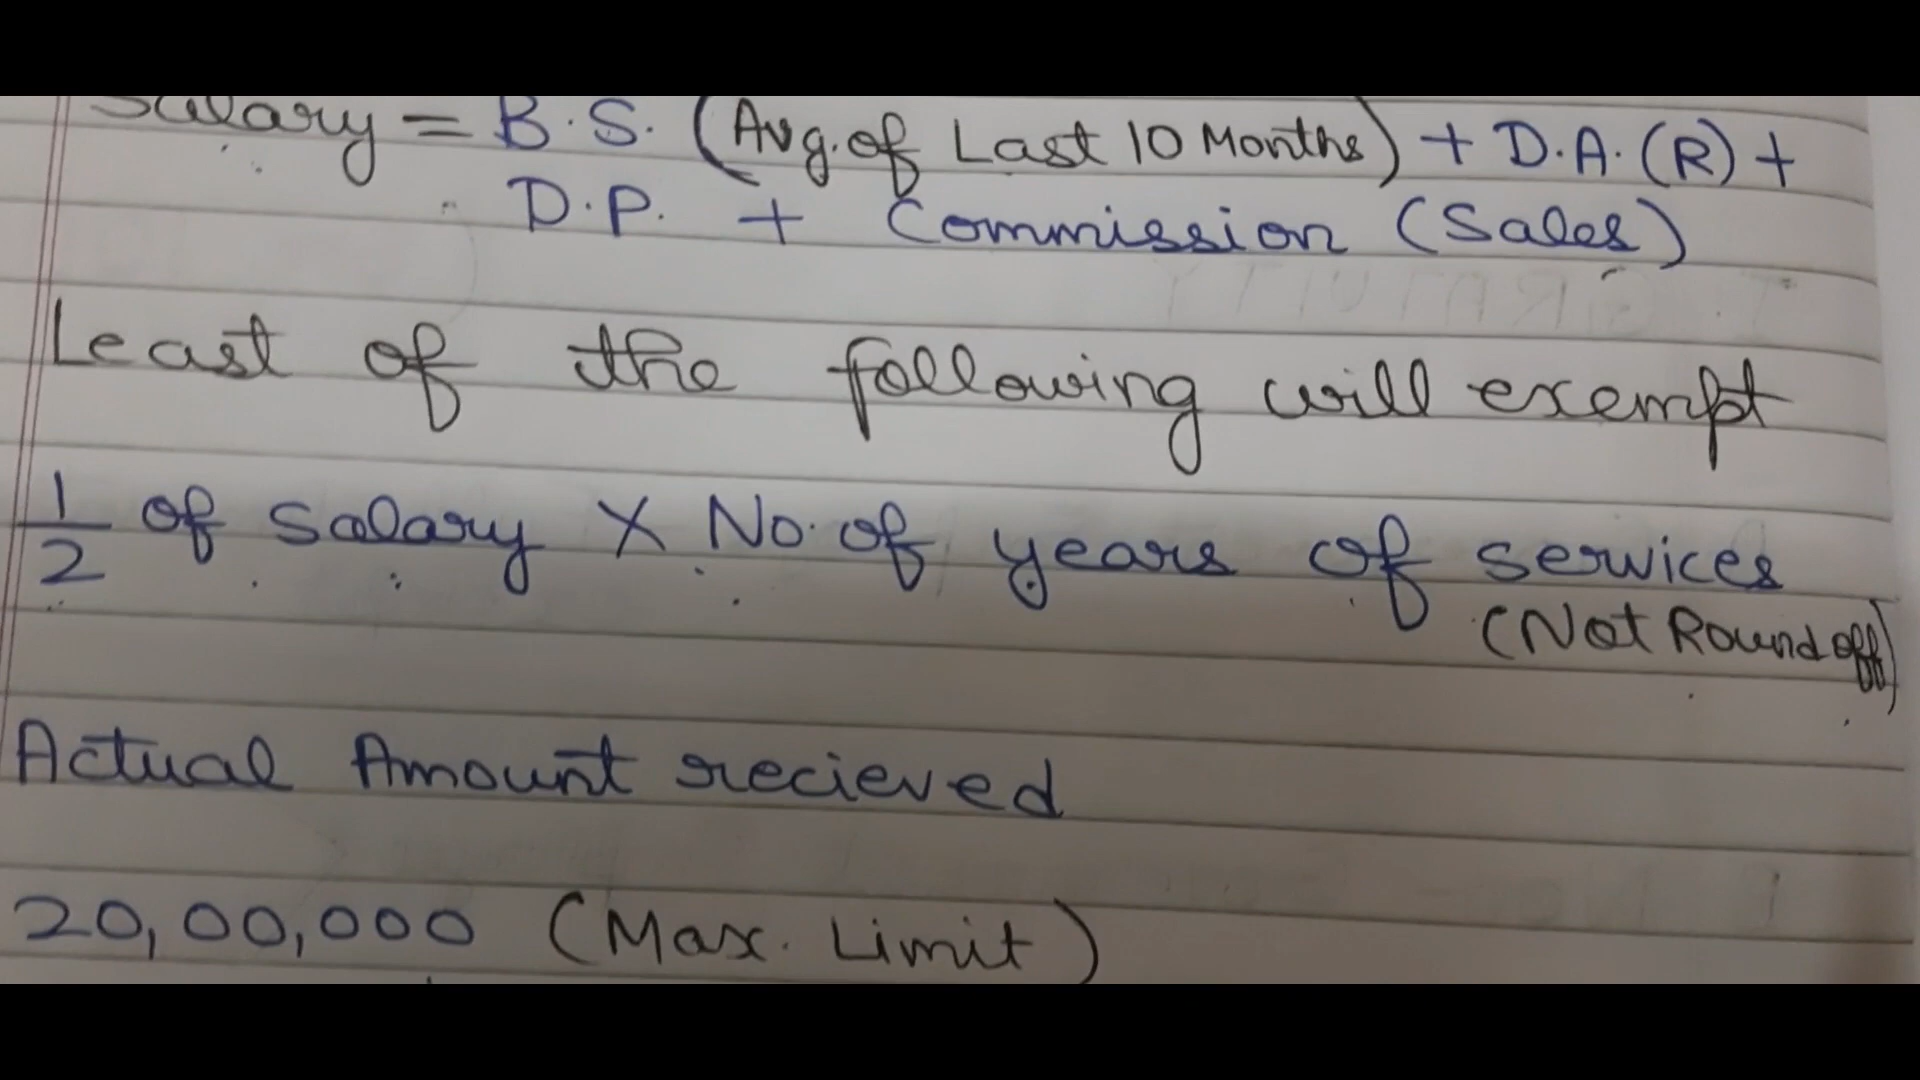 Salary = B.S. (Avg. of Last 10 Months) + D.A. (R) +
D.P. + Commission (Sales)
Least of the following will exempt
1/2 of salary X No. of years of services
(Not Round off)
Actual Amount recieved
20,00,000 (Max. Limit)